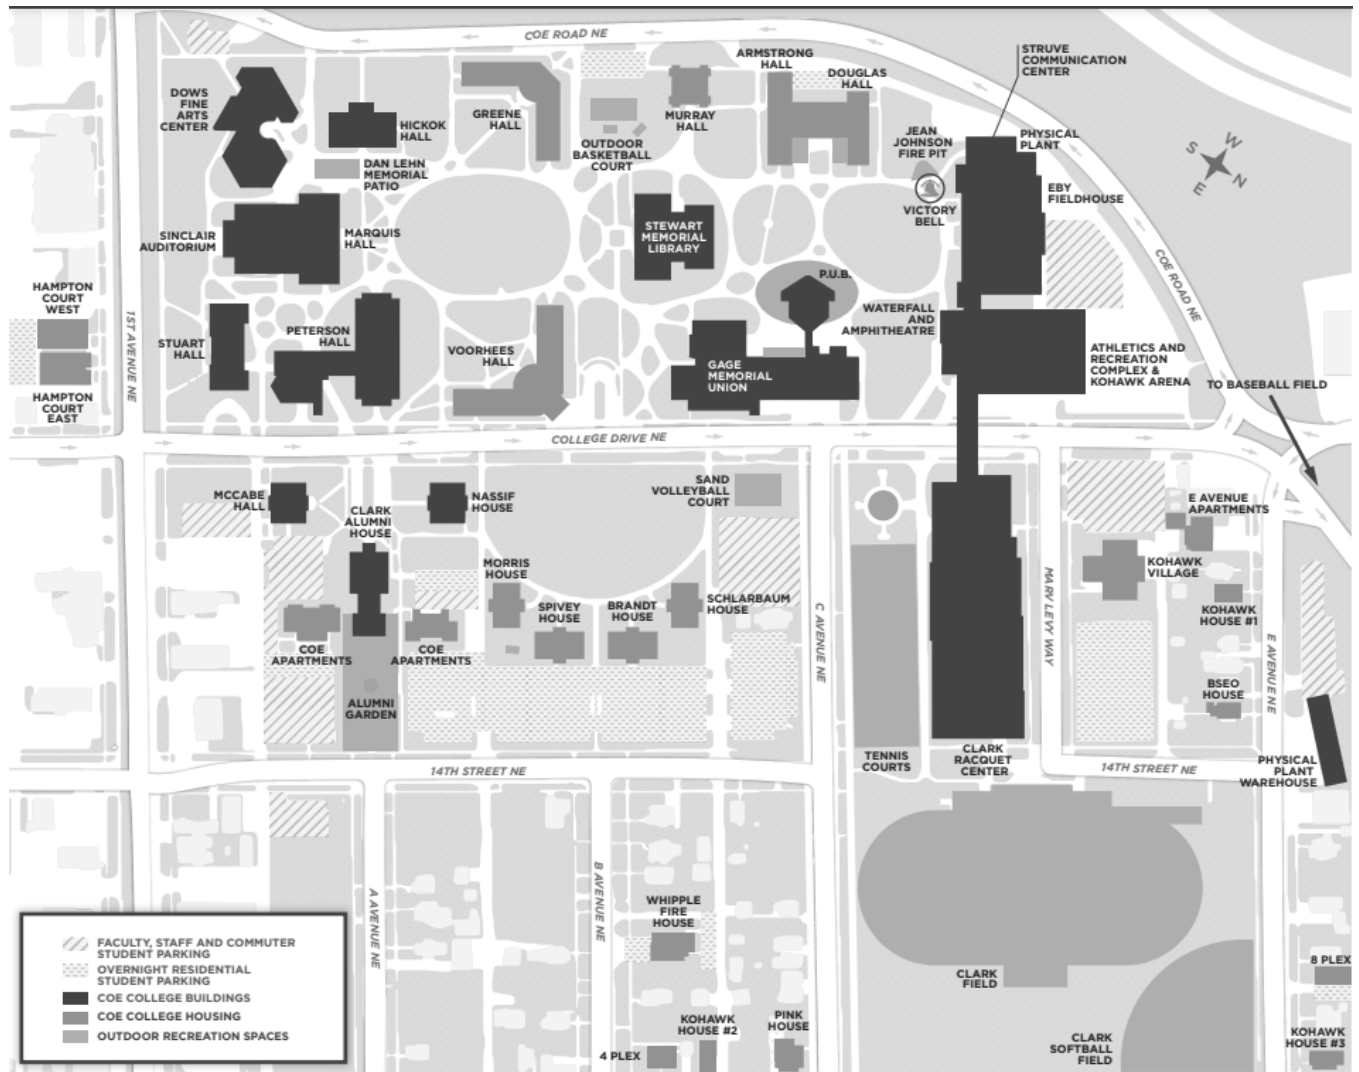 COE ROAD NE
STRUVE
COMMUNICATION
CENTER
ARMSTRONG
HALL
DOUGLAS
HALL
DOWS
FINE
ARTS
CENTER
HICKOK
HALL
GREENE
HALL
MURRAY
HALL
OUTDOOR
BASKETBALL
COURT
JEAN
JOHNSON
FIRE PIT
PHYSICAL
PLANT
W
S
N
E
DAN LEHN
MEMORIAL
PATIO
EBY
FIELDHOUSE
VICTORY
BELL
SINCLAIR
AUDITORIUM
MARQUIS
HALL
STEWART
MEMORIAL
LIBRARY
COE ROAD NE
P.U.B.
HAMPTON
COURT
WEST
1ST AVENUE NE
STUART
HALL
PETERSON
HALL
VOORHEES
HALL
WATERFALL
AND
AMPHITHEATRE
GAGE
MEMORIAL
UNION
ATHLETICS AND
RECREATION
COMPLEX &
KOHAWK ARENA
TO BASEBALL FIELD
HAMPTON
COURT
EAST
COLLEGE DRIVE NE
MCCABE
HALL
CLARK
ALUMNI
HOUSE
NASSIF
HOUSE
SAND
VOLLEYBALL
COURT
E AVENUE
APARTMENTS
MORRIS
HOUSE
SPIVEY
HOUSE
BRANDT
HOUSE
SCHLARBAUM
HOUSE
C AVENUE NE
MARV LEVY WAY
KOHAWK
VILLAGE
KOHAWK
HOUSE #1
E AVENUE NE
COE
APARTMENTS
COE
APARTMENTS
BSEO
HOUSE
ALUMNI
GARDEN
TENNIS
COURTS
CLARK
RACQUET
CENTER
14TH STREET NE
14TH STREET NE
PHYSICAL
PLANT
WAREHOUSE
A AVENUE NE
B AVENUE NE
WHIPPLE
FIRE
HOUSE
CLARK
FIELD
8 PLEX
KOHAWK
HOUSE #2
PINK
HOUSE
4 PLEX
CLARK
SOFTBALL
FIELD
KOHAWK
HOUSE #3
FACULTY, STAFF AND COMMUTER
STUDENT PARKING
OVERNIGHT RESIDENTIAL
STUDENT PARKING
COE COLLEGE BUILDINGS
COE COLLEGE HOUSING
OUTDOOR RECREATION SPACES